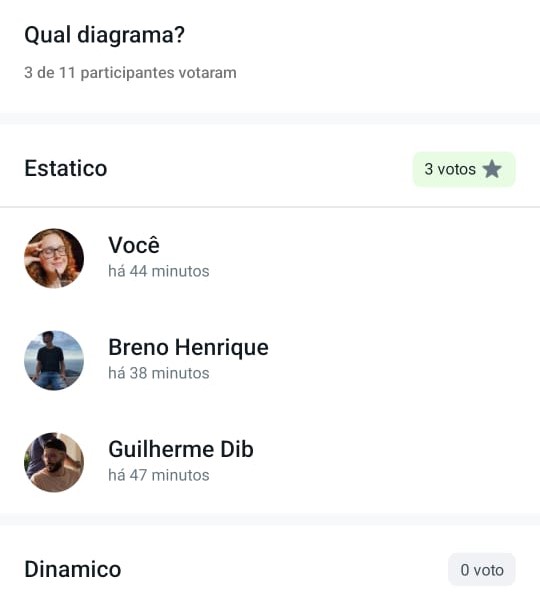 Qual diagrama?
3 de 11 participantes votaram
Estatico
3 votos
Você
há 44 minutos
Breno Henrique
há 38 minutos
Guilherme Dib
há 47 minutos
Dinamico
0 voto